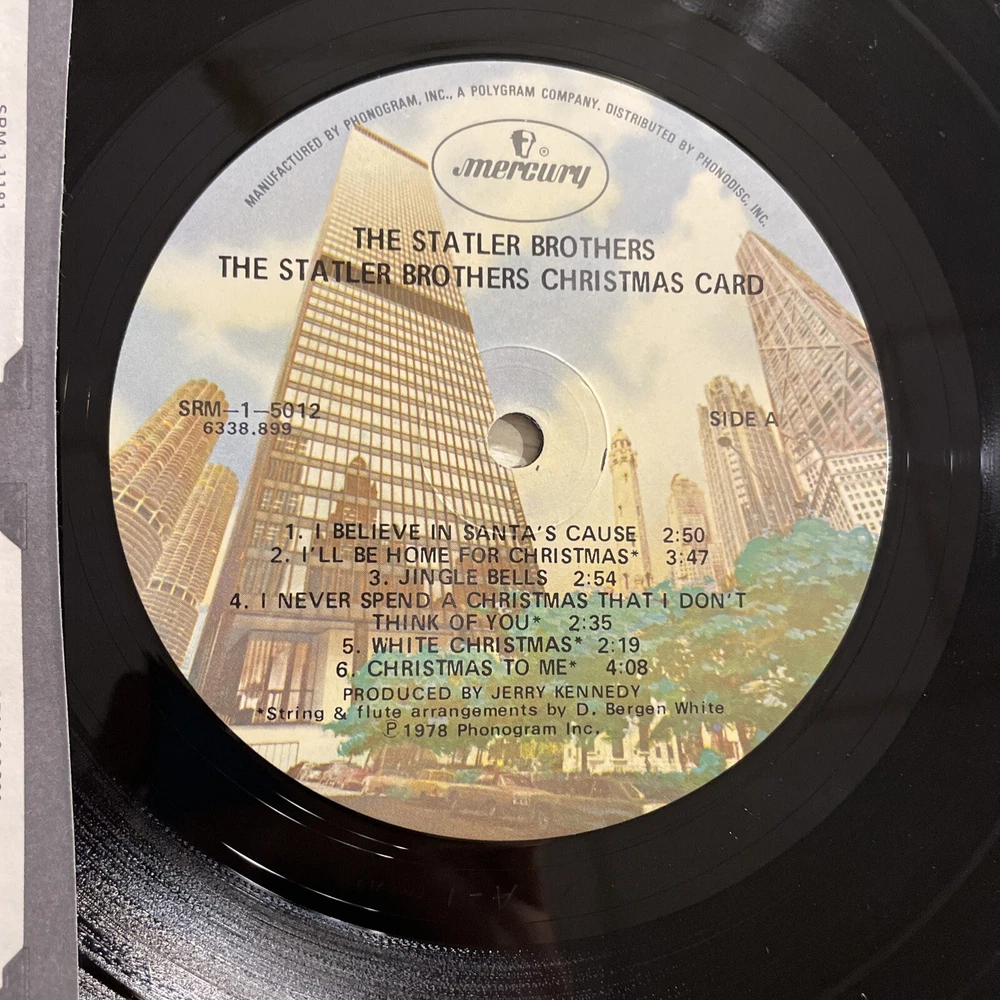 MANUFACTURED BY PHONOGRAM, INC., A POLYGRAM COMPANY. DISTRIBUTED BY PHONODISC, INC.
mercury®
THE STATLER BROTHERS
THE STATLER BROTHERS CHRISTMAS CARD
SRM—1—5012
6338.899
SIDE A
1. I BELIEVE IN SANTA'S CAUSE 2:50
2. I'LL BE HOME FOR CHRISTMAS* 3:47
3. JINGLE BELLS 2:54
4. I NEVER SPEND A CHRISTMAS THAT I DON'T
THINK OF YOU* 2:35
5. WHITE CHRISTMAS* 2:19
6. CHRISTMAS TO ME* 4:08
PRODUCED BY JERRY KENNEDY
*String & flute arrangements by D. Bergen White
Ⓟ1978 Phonogram Inc.